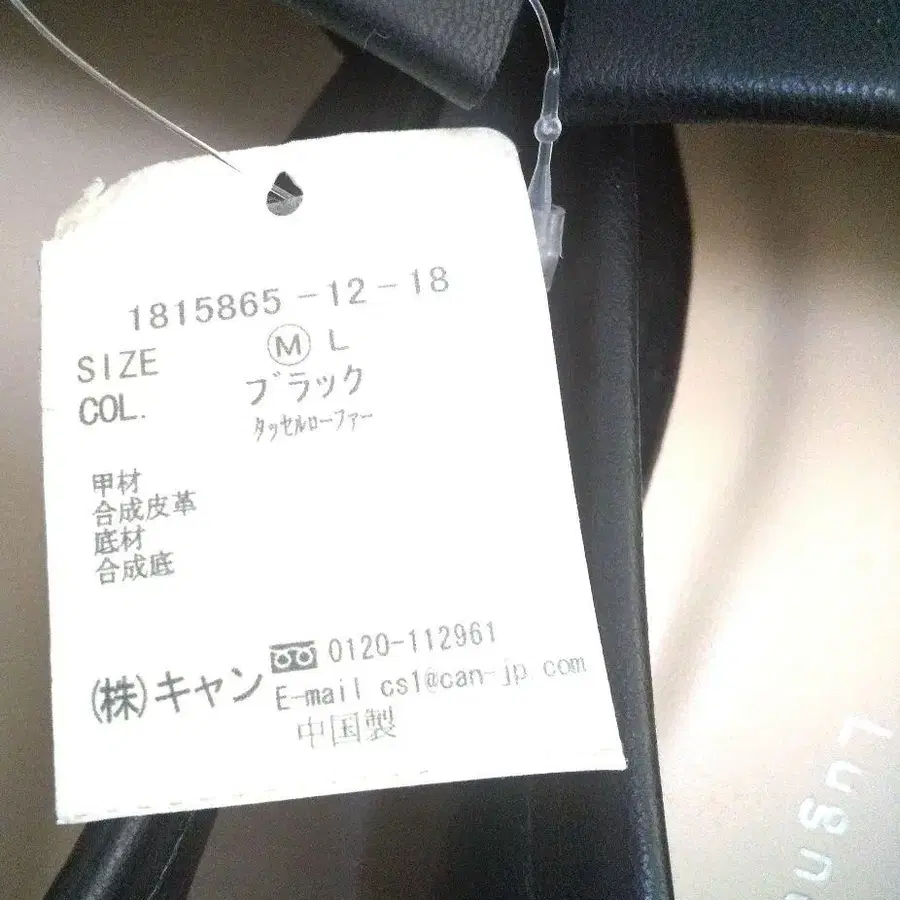 1815865-12-18
SIZE Ⓜ L
COL. ブラック
タッセルローファー
甲材
合成皮革
底材
合成底
(株)キャン 0120-112961
E-mail cs1@can-jp.com
中国製